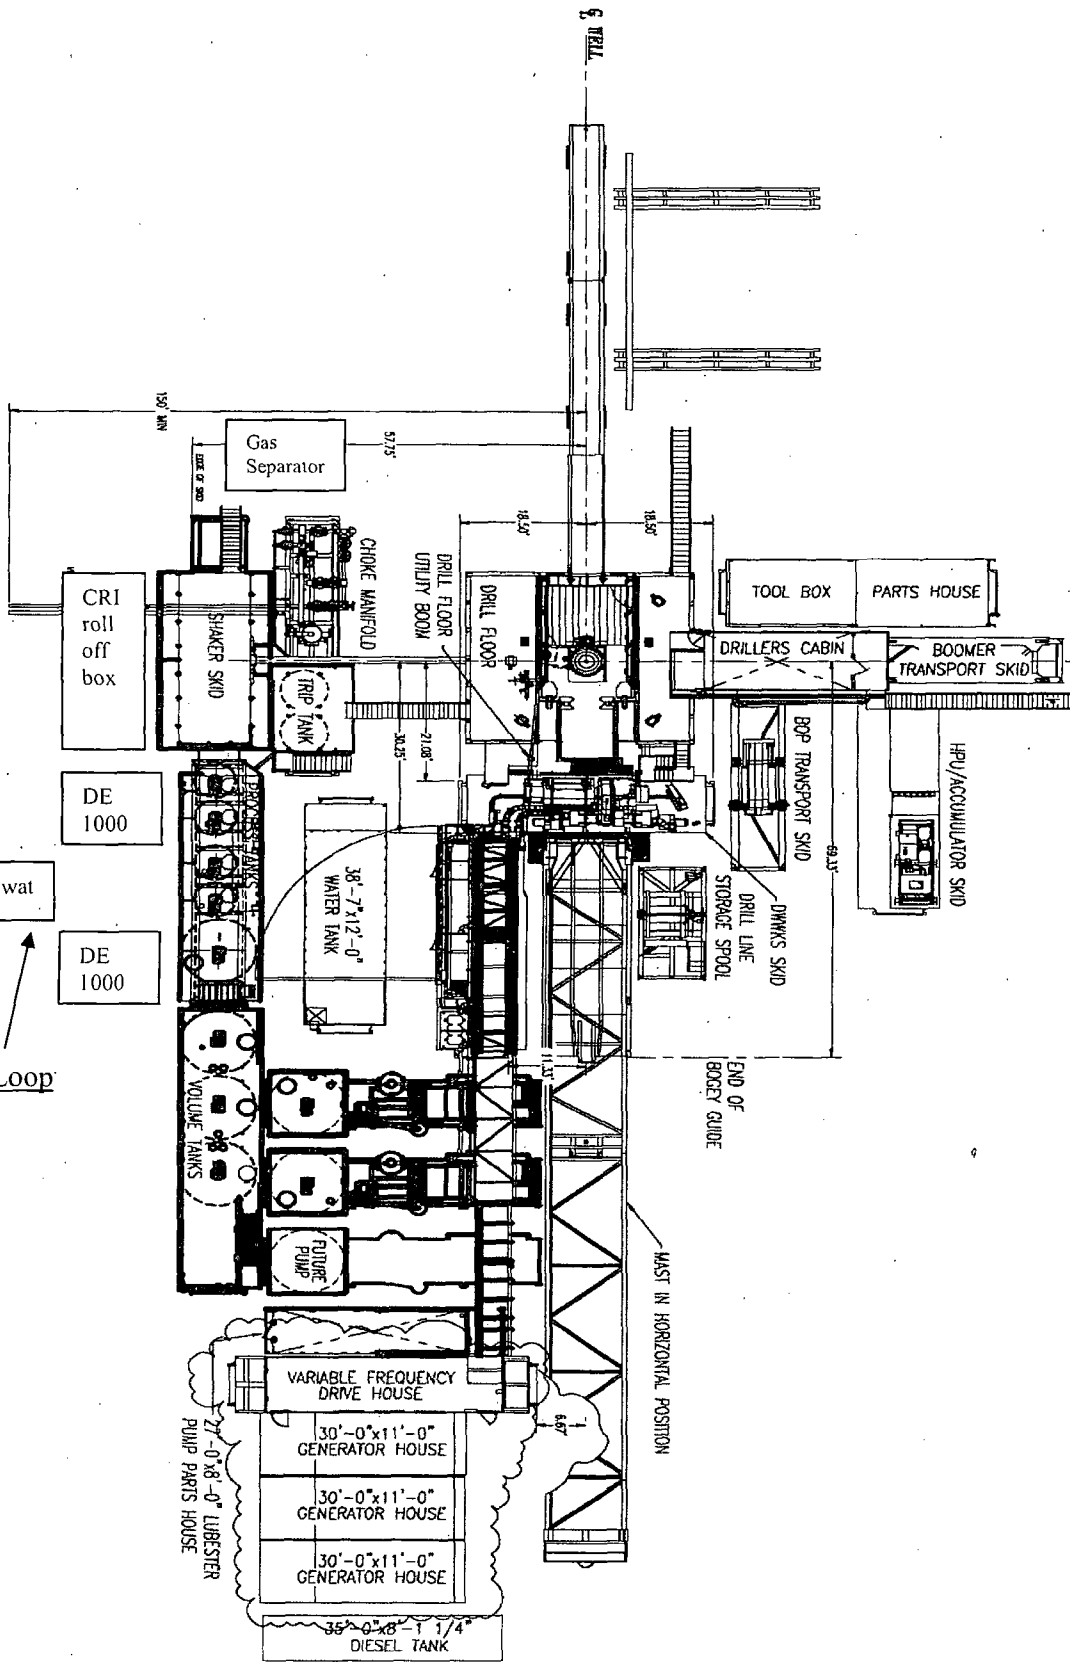 ℄ WELL
150' MIN
57.75'
Gas
Separator
EDGE OF SKID
18.50'
18.50'
CHOKE MANIFOLD
DRILL FLOOR
UTILITY BOOM
DRILL FLOOR
TOOL BOX
PARTS HOUSE
CRI
roll
off
box
SHAKER SKID
DRILLERS CABIN
BOOMER
TRANSPORT SKID
TRIP TANK
21.08'
30.25'
BOP TRANSPORT SKID
HPU/ACCUMULATOR SKID
DE
1000
PROCESS TANKS
38'-7"x12'-0"
WATER TANK
69.33'
wat
DWWKS SKID
DRILL LINE
STORAGE SPOOL
DE
1000
Loop
VOLUME TANKS
11.33'
END OF
BOGEY GUIDE
FUTURE
PUMP
MAST IN HORIZONTAL POSITION
VARIABLE FREQUENCY
DRIVE HOUSE
6.67'
27'-0"x8'-0" LUBESTER
PUMP PARTS HOUSE
30'-0"x11'-0"
GENERATOR HOUSE
30'-0"x11'-0"
GENERATOR HOUSE
30'-0"x11'-0"
GENERATOR HOUSE
35'-0"x8'-1 1/4"
DIESEL TANK